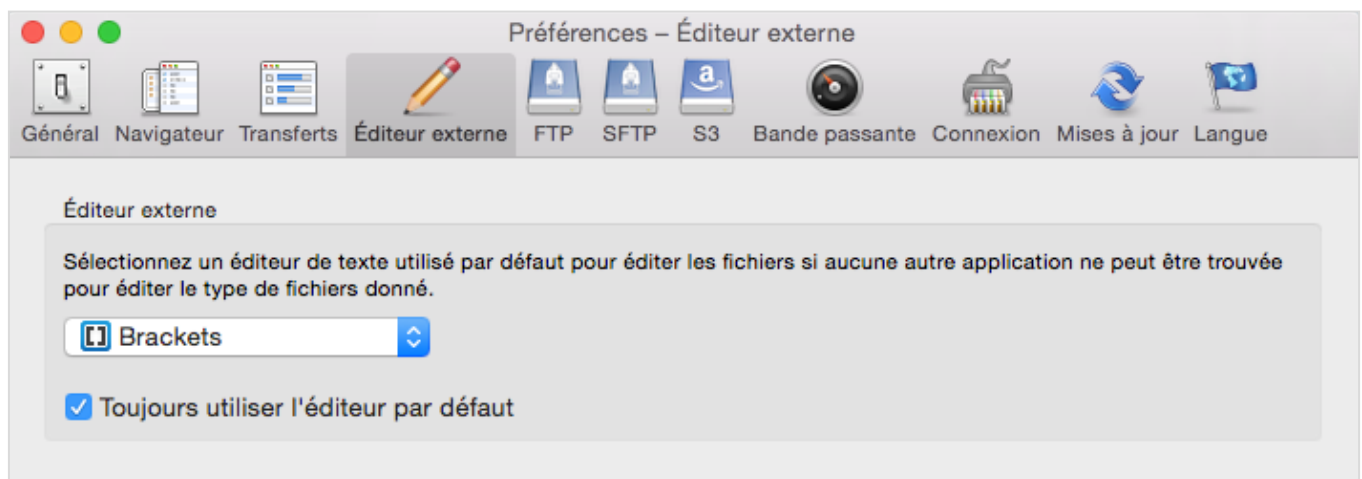 Préférences – Éditeur externe
Général Navigateur Transferts Éditeur externe FTP SFTP S3 Bande passante Connexion Mises à jour Langue
Éditeur externe
Sélectionnez un éditeur de texte utilisé par défaut pour éditer les fichiers si aucune autre application ne peut être trouvée
pour éditer le type de fichiers donné.
Brackets
Toujours utiliser l'éditeur par défaut